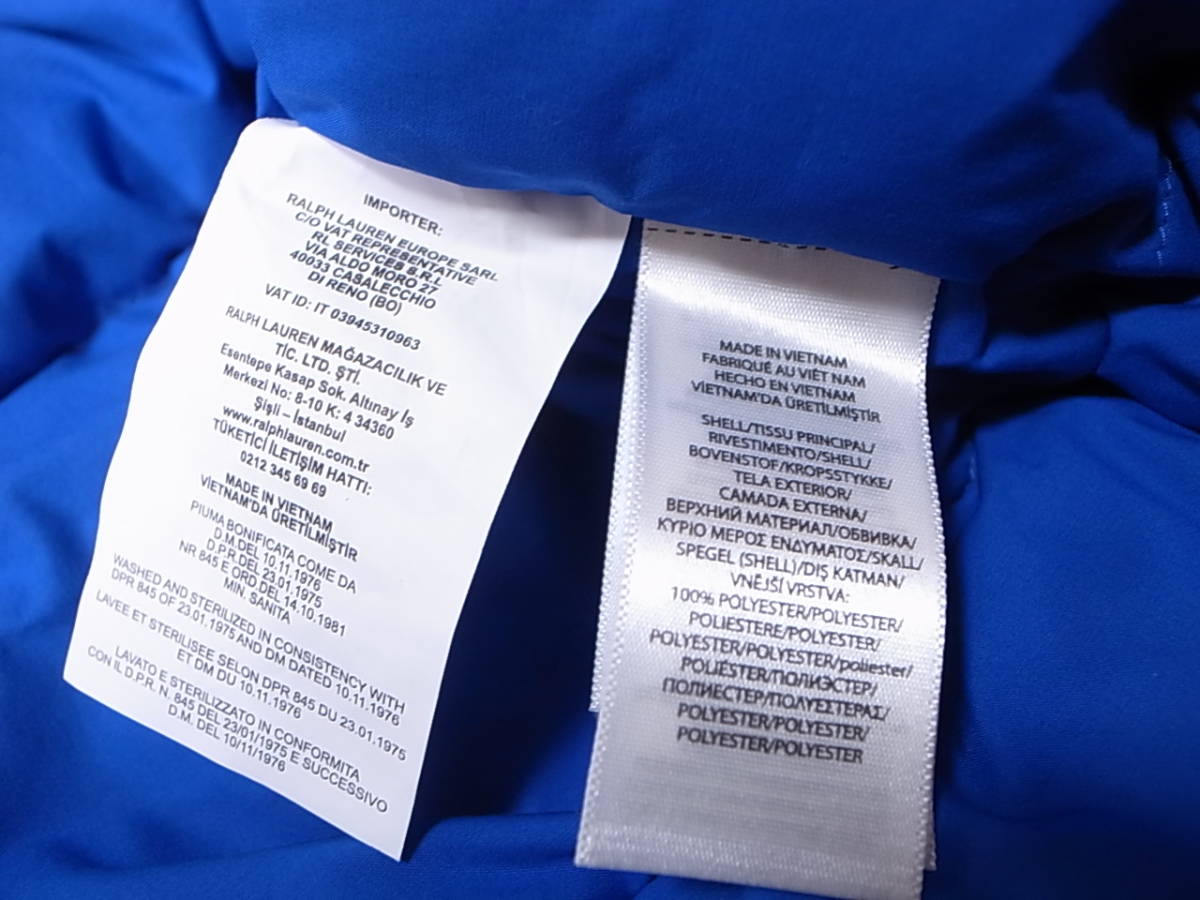 IMPORTER:
RALPH LAUREN EUROPE SARL
C/O VAT REPRESENTATIVE
RL SERVICES S.R.L
VIA ALDO MORO 27
40033 CASALECCHIO
DI RENO (BO)
VAT ID: IT 03945310963
RALPH LAUREN MAĞAZACILIK VE
TİC. LTD. ŞTİ.
Esentepe Kasap Sok. Altınay İş
Merkezi No: 8-10 K: 4 34360
Şişli – İstanbul
www.ralphlauren.com.tr
TÜKETİCİ İLETİŞİM HATTI:
0212 345 69 69
MADE IN VIETNAM
VİETNAM'DA ÜRETİLMİŞTİR
PIUMA BONIFICATA COME DA
D.M. DEL 10.11.1976
D.P.R. DEL 23.01.1975
NR 845 E ORD. DEL 14.10.1981
MIN. SANITA
WASHED AND STERILIZED IN CONSISTENCY WITH
DPR 845 OF 23.01.1975 AND DM DATED 10.11.1976
LAVEE ET STERILISEE SELON DPR 845 DU 23.01.1975
ET DM DU 10.11.1976
LAVATO E STERILIZZATO IN CONFORMITA
CON IL D.P.R. N. 845 DEL 23/01/1975 E SUCCESSIVO
D.M. DEL 10/11/1976
MADE IN VIETNAM
FABRIQUÉ AU VIÊT NAM
HECHO EN VIETNAM
VİETNAM'DA ÜRETİLMİŞTİR
SHELL/TISSU PRINCIPAL/
RIVESTIMENTO/SHELL/
BOVENSTOF/KROPSSTYKKE/
TELA EXTERIOR/
CAMADA EXTERNA/
ВЕРХНИЙ МАТЕРИАЛ/ОБВИВКА/
ΚΥΡΙΟ ΜΕΡΟΣ ΕΝΔΥΜΑΤΟΣ/SKALL/
SPEGEL (SHELL)/DIŞ KATMAN/
VNĚJŠÍ VRSTVA:
100% POLYESTER/POLYESTER/
POLIESTERE/POLYESTER/
POLYESTER/POLYESTER/poliester/
POLIÉSTER/ПОЛИЭСТЕР/
ПОЛИЕСТЕР/ΠΟΛΥΕΣΤΕΡΑΣ/
POLYESTER/POLYESTER/
POLYESTER/POLYESTER